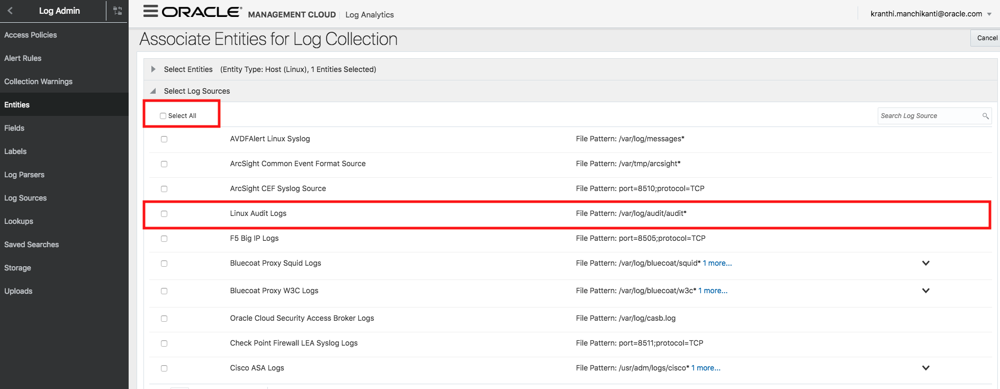 Log Admin
Access Policies
Alert Rules
Collection Warnings
Entities
Fields
Labels
Log Parsers
Log Sources
Lookups
Saved Searches
Storage
Uploads
ORACLE® MANAGEMENT CLOUD Log Analytics
kranthi.manchikanti@oracle.com
Associate Entities for Log Collection
Cancel
Select Entities (Entity Type: Host (Linux), 1 Entities Selected)
Select Log Sources
Select All
Search Log Source
AVDFAlert Linux Syslog File Pattern: /var/log/messages*
ArcSight Common Event Format Source File Pattern: /var/tmp/arcsight*
ArcSight CEF Syslog Source File Pattern: port=8510;protocol=TCP
Linux Audit Logs File Pattern: /var/log/audit/audit*
F5 Big IP Logs File Pattern: port=8505;protocol=TCP
Bluecoat Proxy Squid Logs File Pattern: /var/log/bluecoat/squid* 1 more...
Bluecoat Proxy W3C Logs File Pattern: /var/log/bluecoat/w3c* 1 more...
Oracle Cloud Security Access Broker Logs File Pattern: /var/log/casb.log
Check Point Firewall LEA Syslog Logs File Pattern: port=8511;protocol=TCP
Cisco ASA Logs File Pattern: /usr/adm/logs/cisco* 1 more...